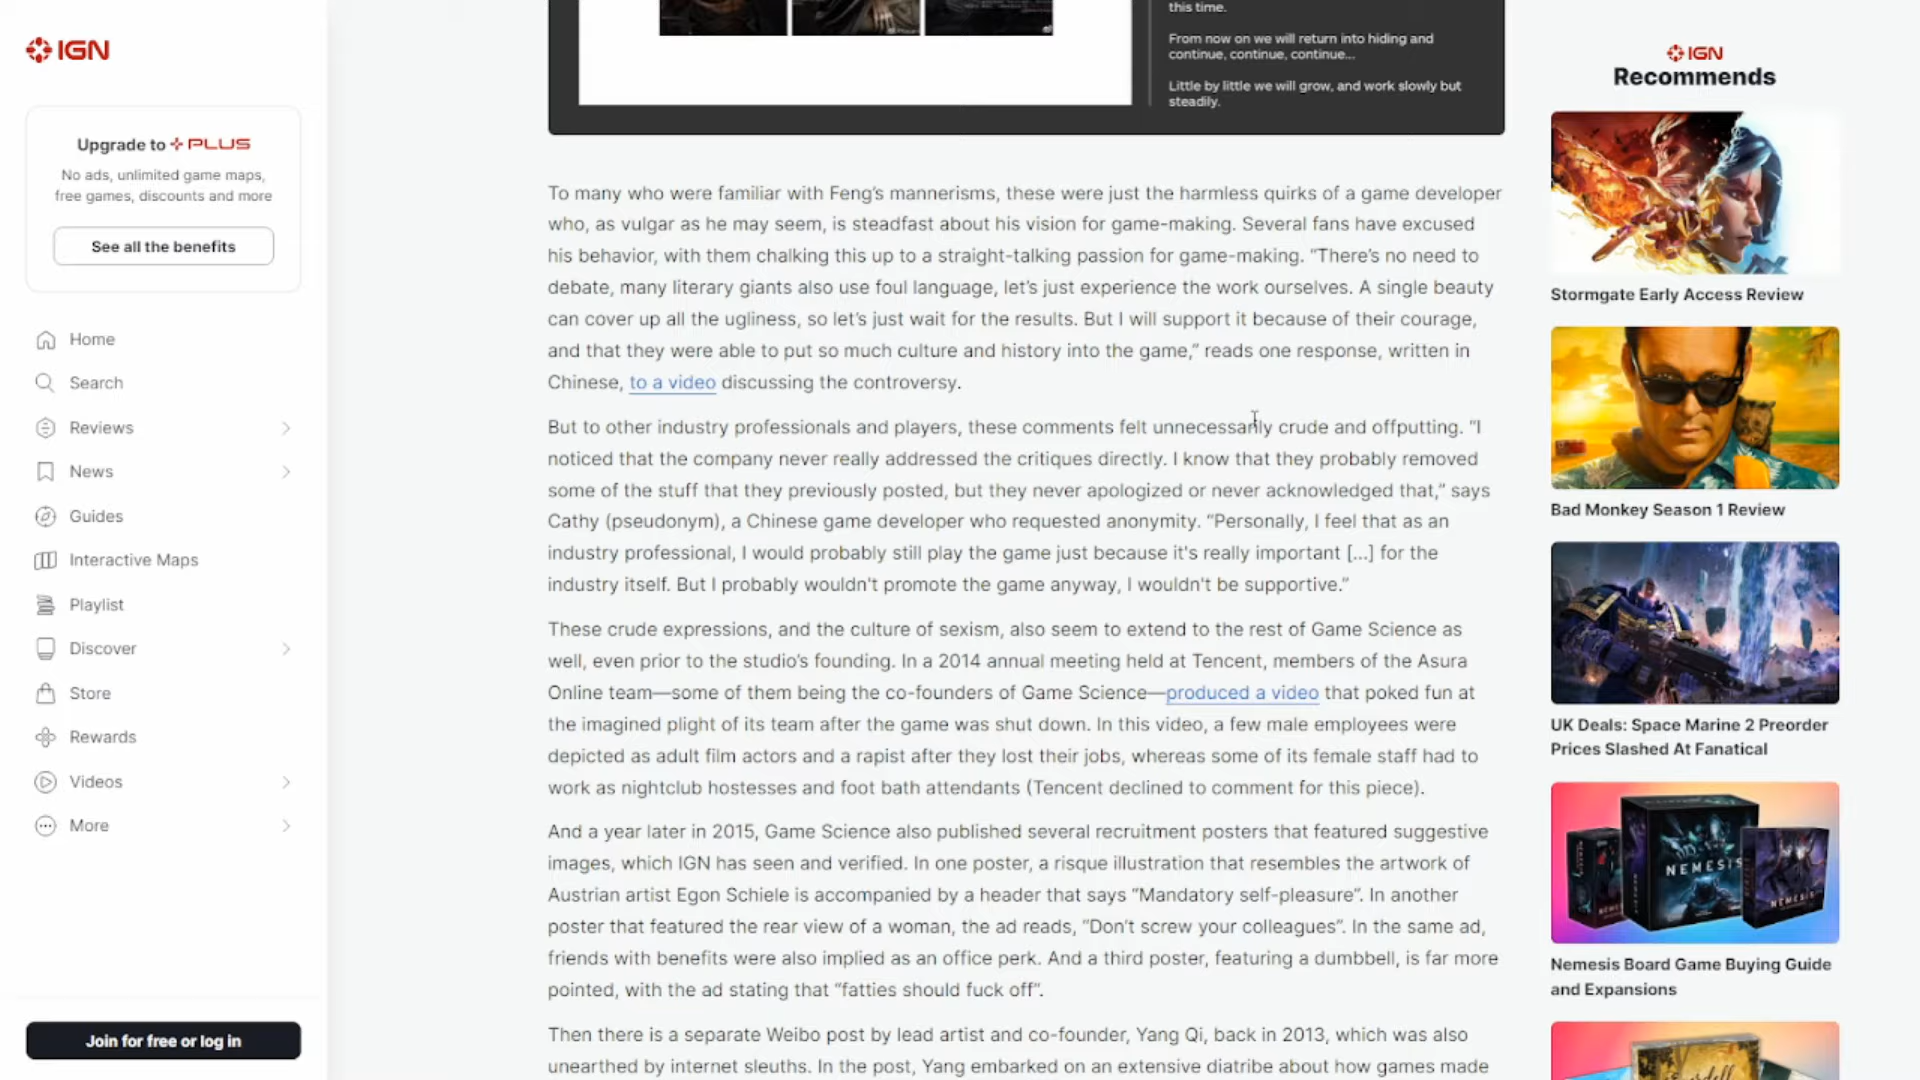 IGN
Upgrade to PLUS
No ads, unlimited game maps,
free games, discounts and more
See all the benefits
Home
Search
Reviews
News
Guides
Interactive Maps
Playlist
Discover
Store
Rewards
Videos
More
Join for free or log in
this time.
From now on we will return into hiding and
continue, continue, continue...
Little by little we will grow, and work slowly but
steadily.
To many who were familiar with Feng’s mannerisms, these were just the harmless quirks of a game developer
who, as vulgar as he may seem, is steadfast about his vision for game-making. Several fans have excused
his behavior, with them chalking this up to a straight-talking passion for game-making. “There’s no need to
debate, many literary giants also use foul language, let’s just experience the work ourselves. A single beauty
can cover up all the ugliness, so let’s just wait for the results. But I will support it because of their courage,
and that they were able to put so much culture and history into the game,” reads one response, written in
Chinese, to a video discussing the controversy.
But to other industry professionals and players, these comments felt unnecessarily crude and offputting. “I
noticed that the company never really addressed the critiques directly. I know that they probably removed
some of the stuff that they previously posted, but they never apologized or never acknowledged that,” says
Cathy (pseudonym), a Chinese game developer who requested anonymity. “Personally, I feel that as an
industry professional, I would probably still play the game just because it's really important [...] for the
industry itself. But I probably wouldn't promote the game anyway, I wouldn't be supportive.”
These crude expressions, and the culture of sexism, also seem to extend to the rest of Game Science as
well, even prior to the studio’s founding. In a 2014 annual meeting held at Tencent, members of the Asura
Online team—some of them being the co-founders of Game Science—produced a video that poked fun at
the imagined plight of its team after the game was shut down. In this video, a few male employees were
depicted as adult film actors and a rapist after they lost their jobs, whereas some of its female staff had to
work as nightclub hostesses and foot bath attendants (Tencent declined to comment for this piece).
And a year later in 2015, Game Science also published several recruitment posters that featured suggestive
images, which IGN has seen and verified. In one poster, a risque illustration that resembles the artwork of
Austrian artist Egon Schiele is accompanied by a header that says “Mandatory self-pleasure”. In another
poster that featured the rear view of a woman, the ad reads, “Don’t screw your colleagues”. In the same ad,
friends with benefits were also implied as an office perk. And a third poster, featuring a dumbbell, is far more
pointed, with the ad stating that “fatties should fuck off”.
Then there is a separate Weibo post by lead artist and co-founder, Yang Qi, back in 2013, which was also
unearthed by internet sleuths. In the post, Yang embarked on an extensive diatribe about how games made
IGN
Recommends
Stormgate Early Access Review
Bad Monkey Season 1 Review
UK Deals: Space Marine 2 Preorder
Prices Slashed At Fanatical
NEMESIS
NEMESIS
Nemesis Board Game Buying Guide
and Expansions